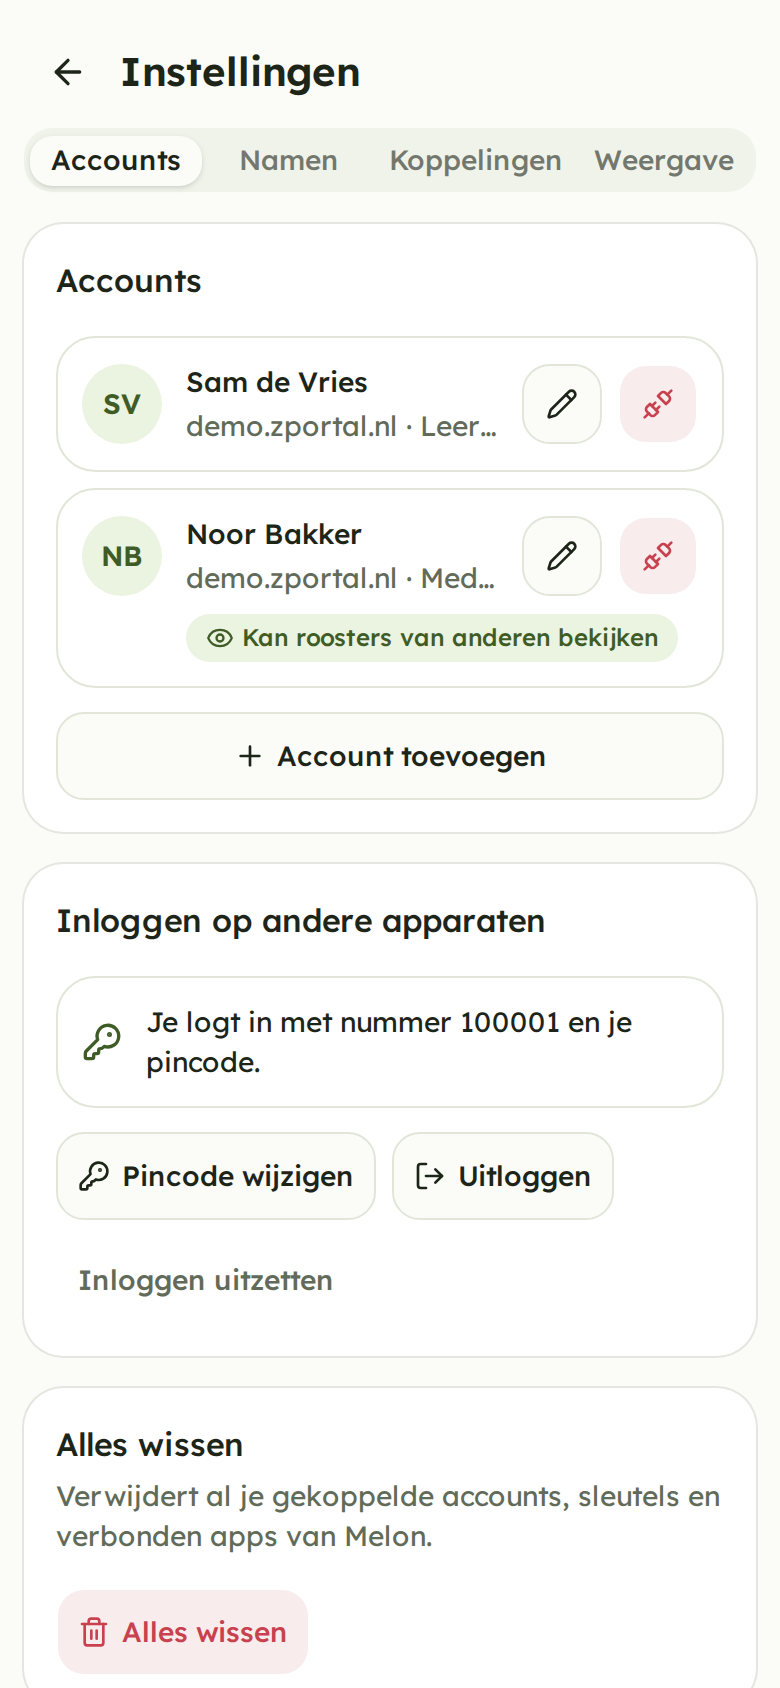 Instellingen
Accounts Namen Koppelingen Weergave
Accounts
SV
Sam de Vries
demo.zportal.nl · Leer...
NB
Noor Bakker
demo.zportal.nl · Med...
Kan roosters van anderen bekijken
Account toevoegen
Inloggen op andere apparaten
Je logt in met nummer 100001 en je
pincode.
Pincode wijzigen Uitloggen
Inloggen uitzetten
Alles wissen
Verwijdert al je gekoppelde accounts, sleutels en
verbonden apps van Melon.
Alles wissen